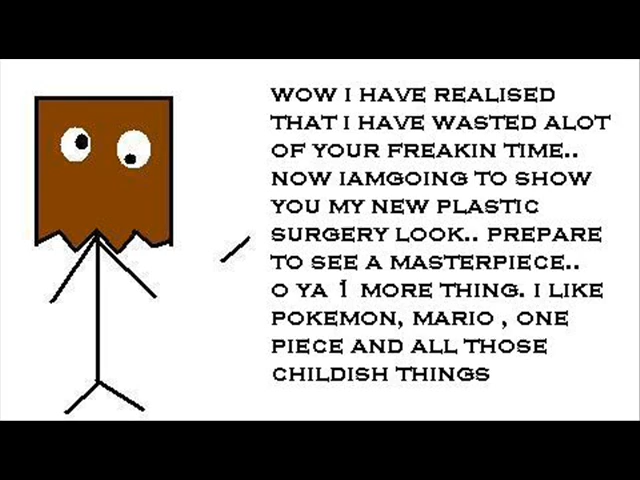 WOW I HAVE REALISED
THAT I HAVE WASTED ALOT
OF YOUR FREAKIN TIME..
NOW IAMGOING TO SHOW
YOU MY NEW PLASTIC
SURGERY LOOK.. PREPARE
TO SEE A MASTERPIECE..
O YA 1 MORE THING. I LIKE
POKEMON, MARIO , ONE
PIECE AND ALL THOSE
CHILDISH THINGS